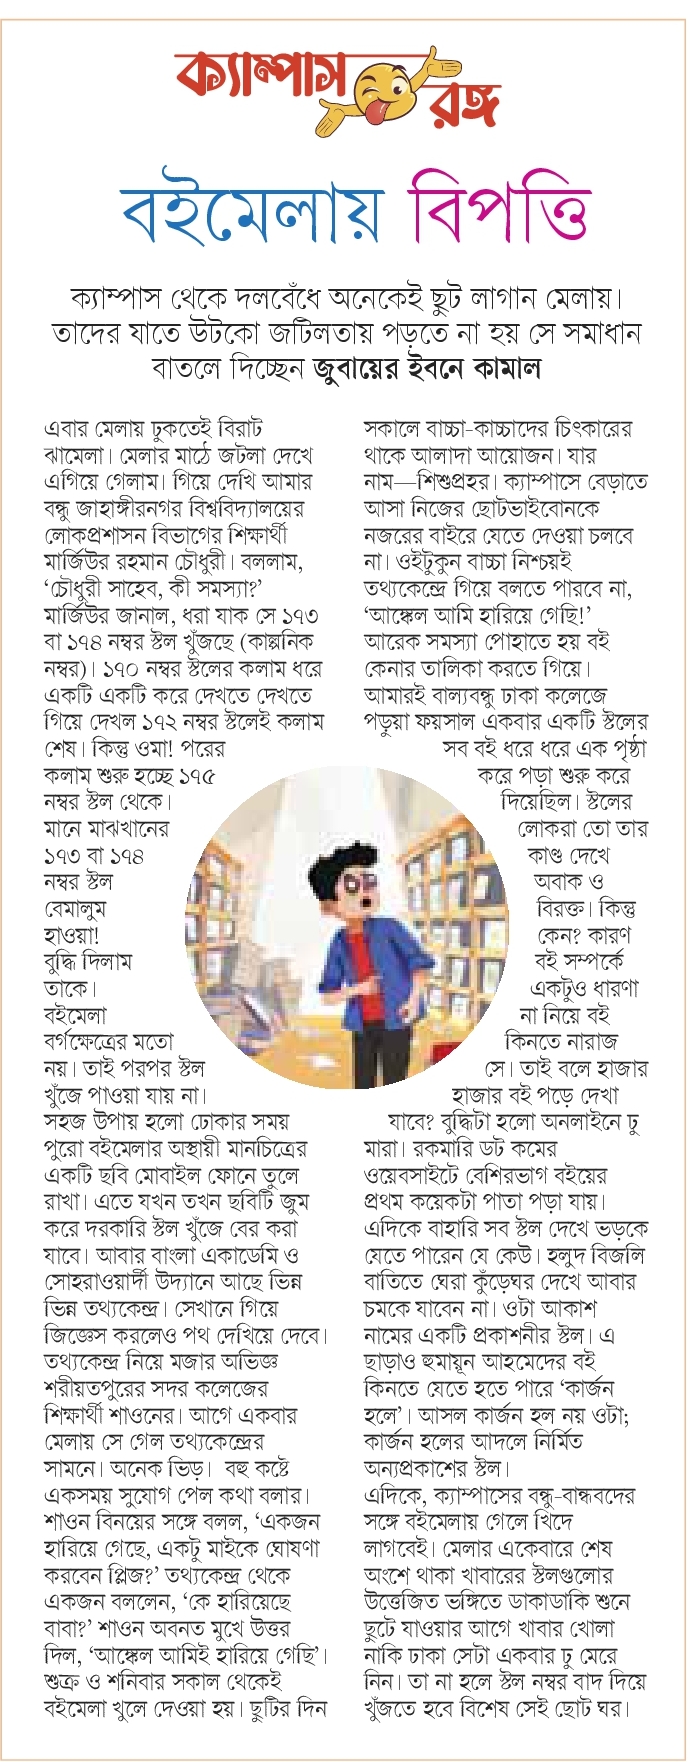 ক্যাম্পাস
রঙ্গ
বইমেলায় বিপত্তি
ক্যাম্পাস থেকে দলবেঁধে অনেকেই ছুট লাগান মেলায়।
তাদের যাতে উটকো জটিলতায় পড়তে না হয় সে সমাধান
বাতলে দিচ্ছেন জুবায়ের ইবনে কামাল
এবার মেলায় ঢুকতেই বিরাট
ঝামেলা। মেলার মাঠে জটলা দেখে
এগিয়ে গেলাম। গিয়ে দেখি আমার
বন্ধু জাহাঙ্গীরনগর বিশ্ববিদ্যালয়ের
লোকপ্রশাসন বিভাগের শিক্ষার্থী
মার্জিউর রহমান চৌধুরী। বললাম,
‘চৌধুরী সাহেব, কী সমস্যা?’
মার্জিউর জানাল, ধরা যাক সে ১৭৩
বা ১৭৪ নম্বর স্টল খুঁজছে (কাল্পনিক
নম্বর)। ১৭০ নম্বর স্টলের কলাম ধরে
একটি একটি করে দেখতে দেখতে
গিয়ে দেখল ১৭২ নম্বর স্টলেই কলাম
শেষ। কিন্তু ওমা! পরের
কলাম শুরু হচ্ছে ১৭৫
নম্বর স্টল থেকে।
মানে মাঝখানের
১৭৩ বা ১৭৪
নম্বর স্টল
বেমালুম
হাওয়া!
বুদ্ধি দিলাম
তাকে।
বইমেলা
বর্গক্ষেত্রের মতো
নয়। তাই পরপর স্টল
খুঁজে পাওয়া যায় না।
সহজ উপায় হলো ঢোকার সময়
পুরো বইমেলার অস্থায়ী মানচিত্রের
একটি ছবি মোবাইল ফোনে তুলে
রাখা। এতে যখন তখন ছবিটি জুম
করে দরকারি স্টল খুঁজে বের করা
যাবে। আবার বাংলা একাডেমি ও
সোহরাওয়ার্দী উদ্যানে আছে ভিন্ন
ভিন্ন তথ্যকেন্দ্র। সেখানে গিয়ে
জিজ্ঞেস করলেও পথ দেখিয়ে দেবে।
তথ্যকেন্দ্র নিয়ে মজার অভিজ্ঞ
শরীয়তপুরের সদর কলেজের
শিক্ষার্থী শাওনের। আগে একবার
মেলায় সে গেল তথ্যকেন্দ্রের
সামনে। অনেক ভিড়। বহু কষ্টে
একসময় সুযোগ পেল কথা বলার।
শাওন বিনয়ের সঙ্গে বলল, ‘একজন
হারিয়ে গেছে, একটু মাইকে ঘোষণা
করবেন প্লিজ?’ তথ্যকেন্দ্র থেকে
একজন বললেন, ‘কে হারিয়েছে
বাবা?’ শাওন অবনত মুখে উত্তর
দিল, ‘আঙ্কেল আমিই হারিয়ে গেছি’।
শুক্র ও শনিবার সকাল থেকেই
বইমেলা খুলে দেওয়া হয়। ছুটির দিন
সকালে বাচ্চা-কাচ্চাদের চিৎকারের
থাকে আলাদা আয়োজন। যার
নাম—শিশুপ্রহর। ক্যাম্পাসে বেড়াতে
আসা নিজের ছোটভাইবোনকে
নজরের বাইরে যেতে দেওয়া চলবে
না। ওইটুকুন বাচ্চা নিশ্চয়ই
তথ্যকেন্দ্রে গিয়ে বলতে পারবে না,
‘আঙ্কেল আমি হারিয়ে গেছি!’
আরেক সমস্যা পোহাতে হয় বই
কেনার তালিকা করতে গিয়ে।
আমারই বাল্যবন্ধু ঢাকা কলেজে
পড়ুয়া ফয়সাল একবার একটি স্টলের
সব বই ধরে ধরে এক পৃষ্ঠা
করে পড়া শুরু করে
দিয়েছিল। স্টলের
লোকরা তো তার
কাণ্ড দেখে
অবাক ও
বিরক্ত। কিন্তু
কেন? কারণ
বই সম্পর্কে
একটুও ধারণা
না নিয়ে বই
কিনতে নারাজ
সে। তাই বলে হাজার
হাজার বই পড়ে দেখা
যাবে? বুদ্ধিটা হলো অনলাইনে ঢু
মারা। রকমারি ডট কমের
ওয়েবসাইটে বেশিরভাগ বইয়ের
প্রথম কয়েকটা পাতা পড়া যায়।
এদিকে বাহারি সব স্টল দেখে ভড়কে
যেতে পারেন যে কেউ। হলুদ বিজলি
বাতিতে ঘেরা কুঁড়েঘর দেখে আবার
চমকে যাবেন না। ওটা আকাশ
নামের একটি প্রকাশনীর স্টল। এ
ছাড়াও হুমায়ূন আহমেদের বই
কিনতে যেতে হতে পারে ‘কার্জন
হলে’। আসল কার্জন হল নয় ওটা;
কার্জন হলের আদলে নির্মিত
অন্যপ্রকাশের স্টল।
এদিকে, ক্যাম্পাসের বন্ধু-বান্ধবদের
সঙ্গে বইমেলায় গেলে খিদে
লাগবেই। মেলার একেবারে শেষ
অংশে থাকা খাবারের স্টলগুলোর
উত্তেজিত ভঙ্গিতে ডাকাডাকি শুনে
ছুটে যাওয়ার আগে খাবার খোলা
নাকি ঢাকা সেটা একবার ঢু মেরে
নিন। তা না হলে স্টল নম্বর বাদ দিয়ে
খুঁজতে হবে বিশেষ সেই ছোট ঘর।